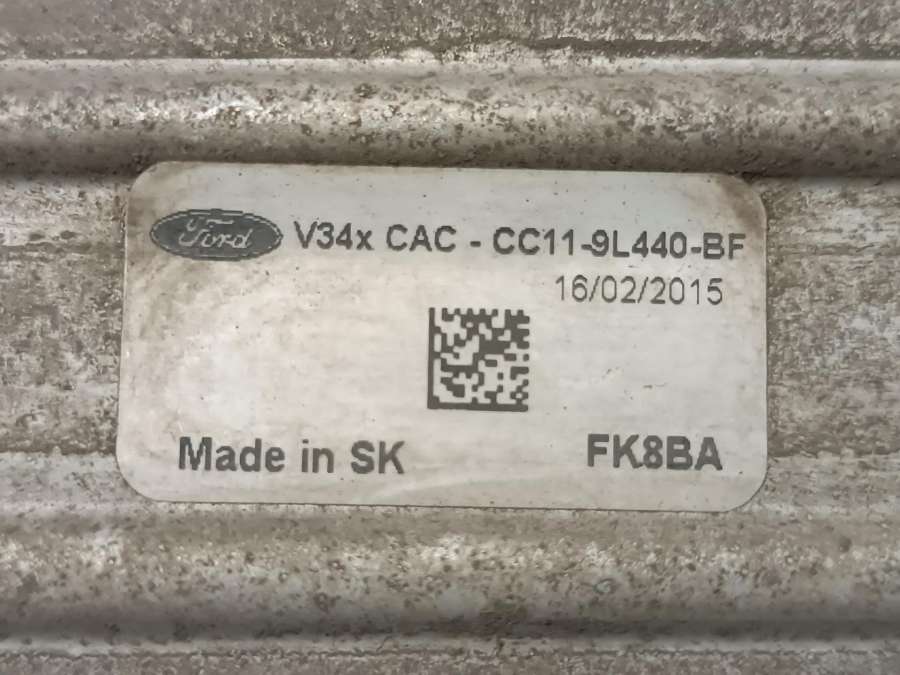 Ford V34x CAC - CC11-9L440-BF
16/02/2015
Made in SK FK8BA